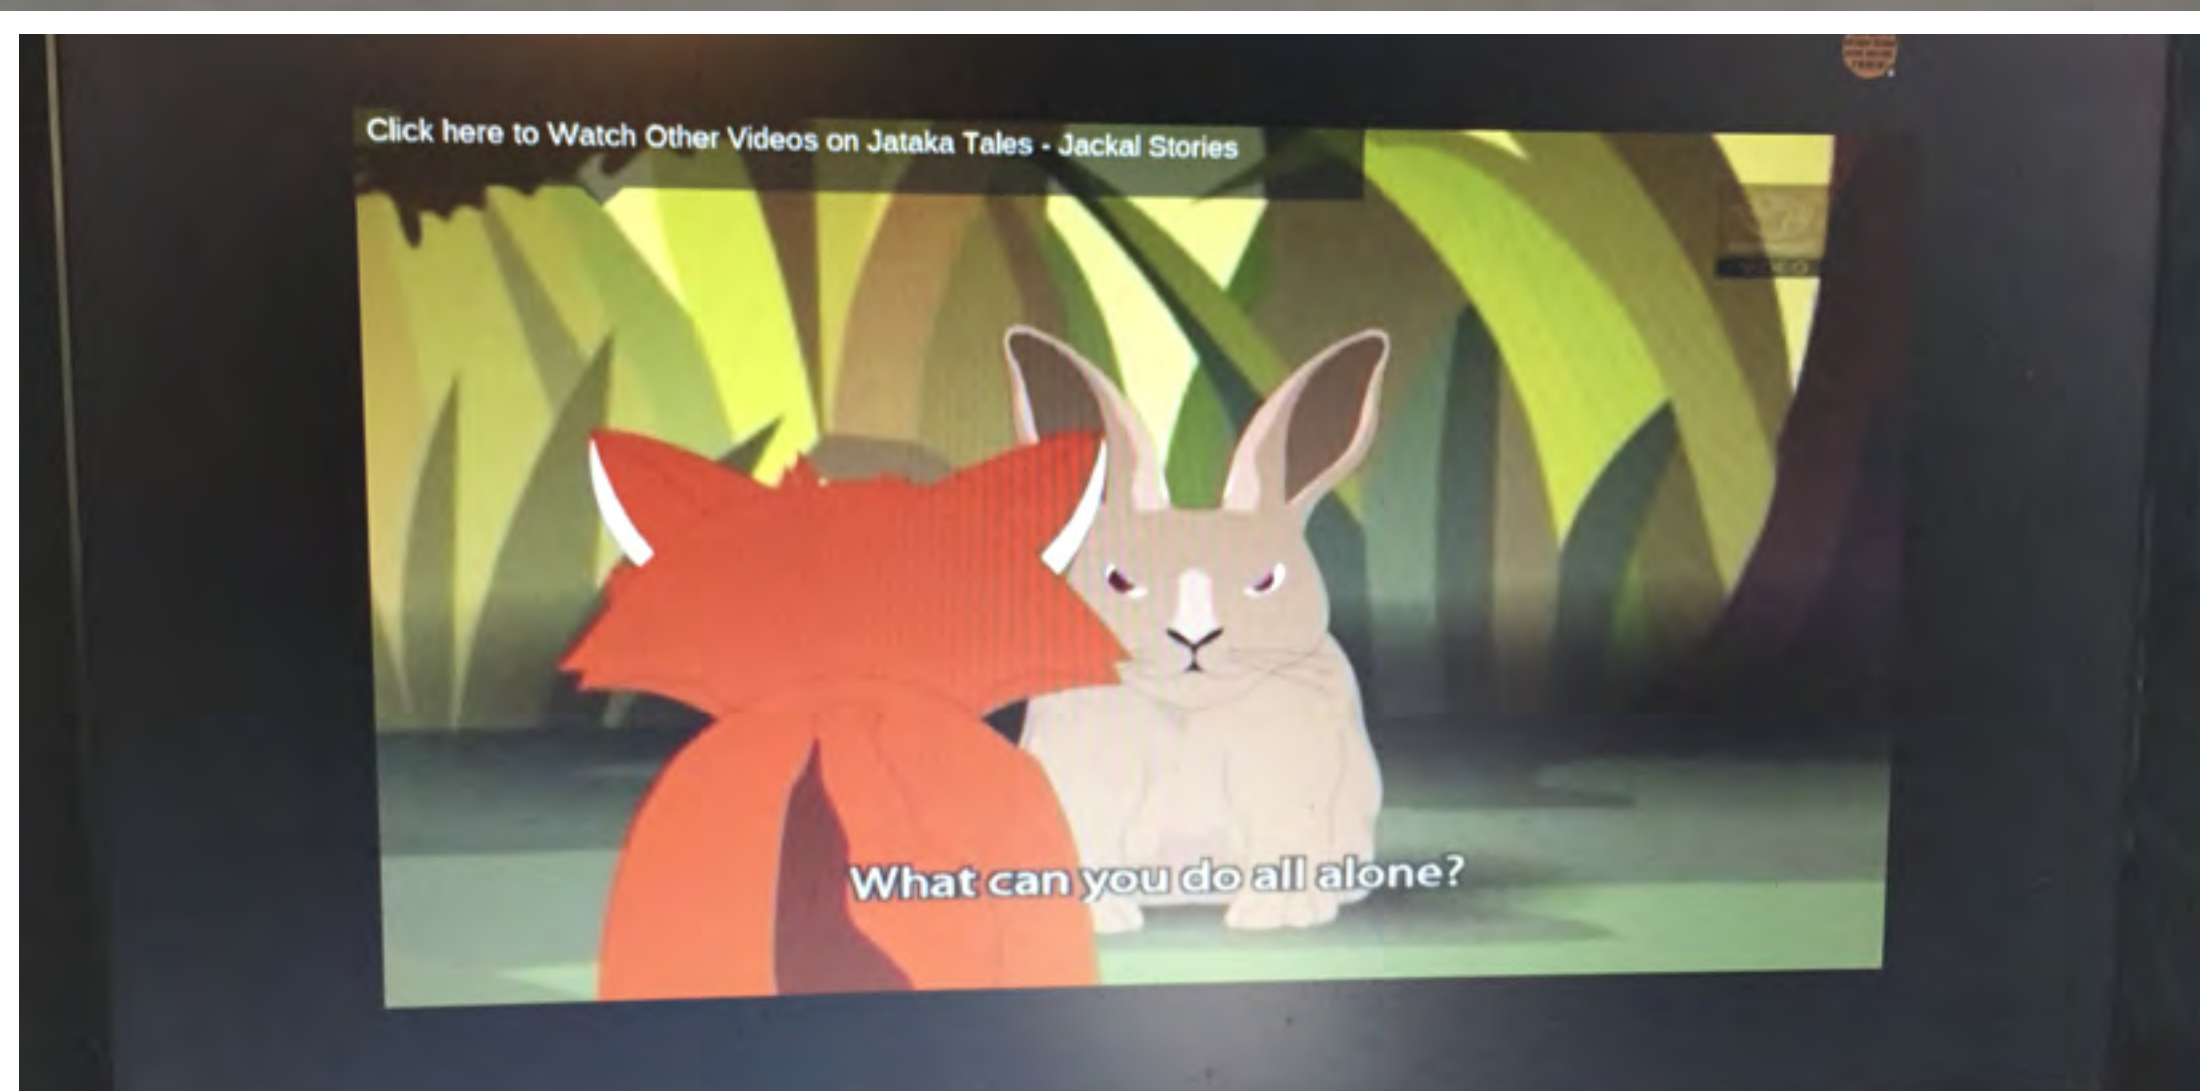 Click here to Watch Other Videos on Jataka Tales - Jackal Stories
What can you do all alone?